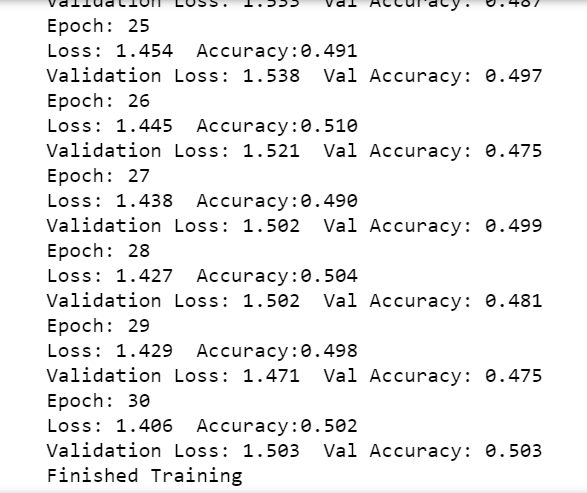 Validation Loss: 1.533  Val Accuracy: 0.487
Epoch: 25
Loss: 1.454  Accuracy:0.491
Validation Loss: 1.538  Val Accuracy: 0.497
Epoch: 26
Loss: 1.445  Accuracy:0.510
Validation Loss: 1.521  Val Accuracy: 0.475
Epoch: 27
Loss: 1.438  Accuracy:0.490
Validation Loss: 1.502  Val Accuracy: 0.499
Epoch: 28
Loss: 1.427  Accuracy:0.504
Validation Loss: 1.502  Val Accuracy: 0.481
Epoch: 29
Loss: 1.429  Accuracy:0.498
Validation Loss: 1.471  Val Accuracy: 0.475
Epoch: 30
Loss: 1.406  Accuracy:0.502
Validation Loss: 1.503  Val Accuracy: 0.503
Finished Training